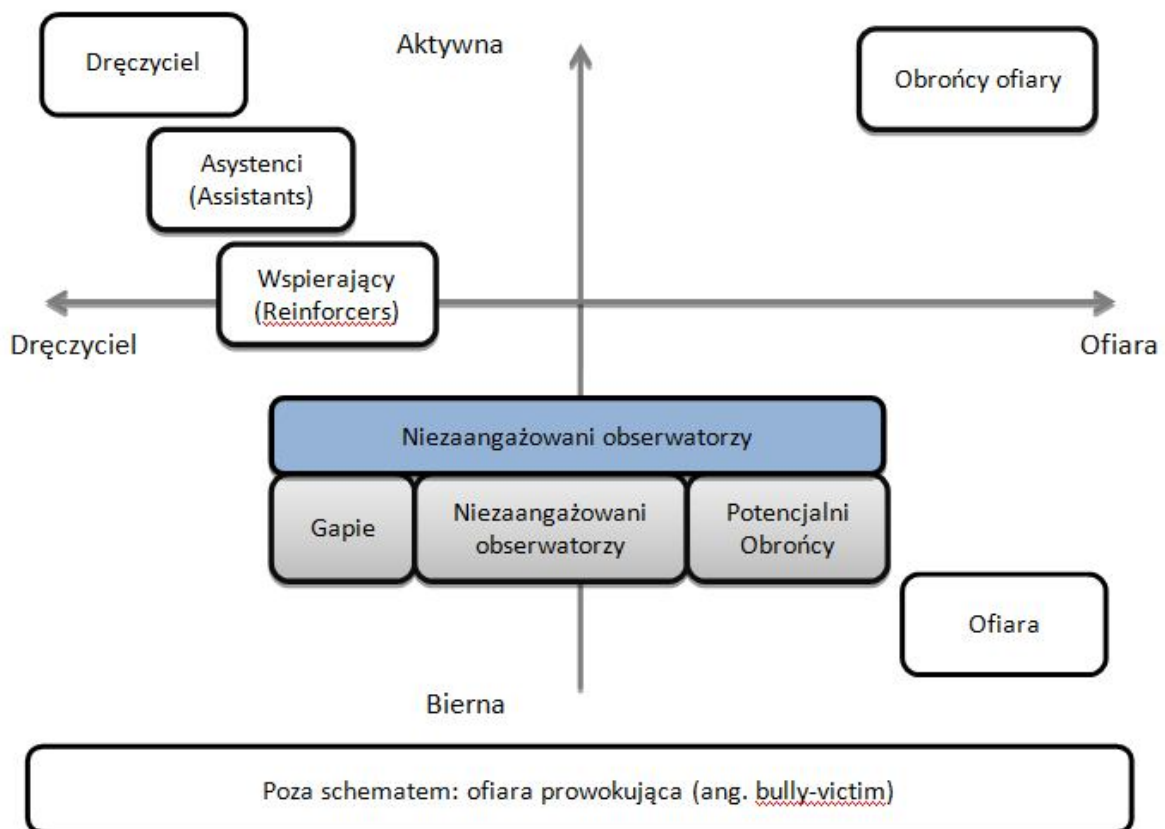 Dręczyciel
Aktywna
Obrońcy ofiary
Asystenci
(Assistants)
Wspierający
(Reinforcers)
Dręczyciel
Ofiara
Niezaangażowani obserwatorzy
Gapie
Niezaangażowani
obserwatorzy
Potencjalni
Obrońcy
Ofiara
Bierna
Poza schematem: ofiara prowokująca (ang. bully-victim)